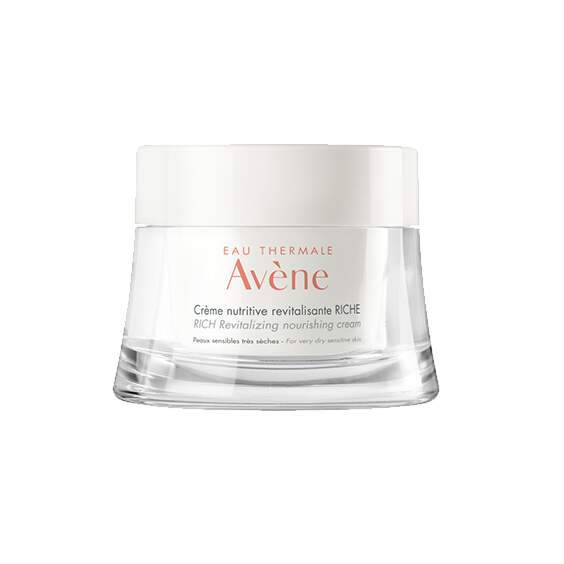 EAU THERMALE
Avène
Crème nutritive revitalisante RICHE
RICH Revitalizing nourishing cream
Peaux sensibles très sèches - For very dry sensitive skin